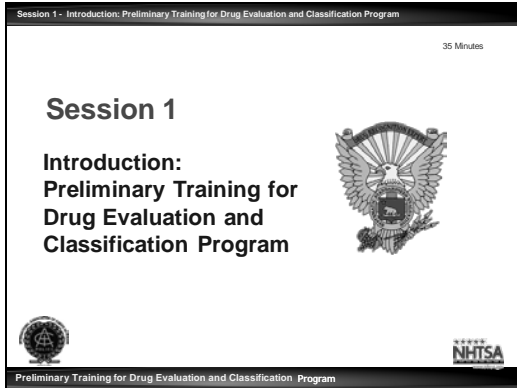 Session 1 - Introduction: Preliminary Training for Drug Evaluation and Classification Program
35 Minutes
Session 1
Introduction:
Preliminary Training for
Drug Evaluation and
Classification Program
NHTSA
Preliminary Training for Drug Evaluation and Classification Program